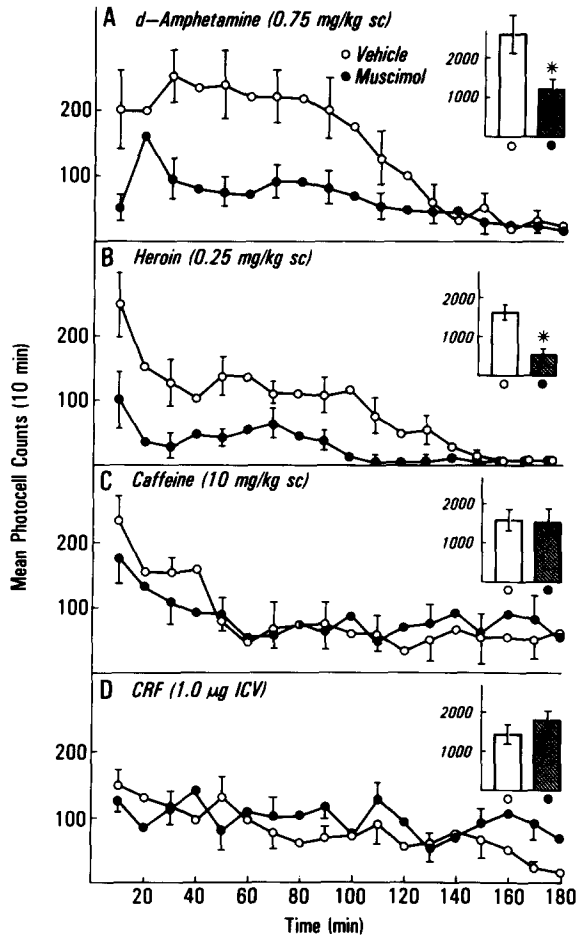 A d–Amphetamine (0.75 mg/kg sc)
Vehicle
Muscimol
200
100
2000
1000
*
B Heroin (0.25 mg/kg sc)
200
100
2000
1000
*
C Caffeine (10 mg/kg sc)
200
100
2000
1000
D CRF (1.0 µg ICV)
200
100
2000
1000
Mean Photocell Counts (10 min)
20 40 60 80 100 120 140 160 180
Time (min)